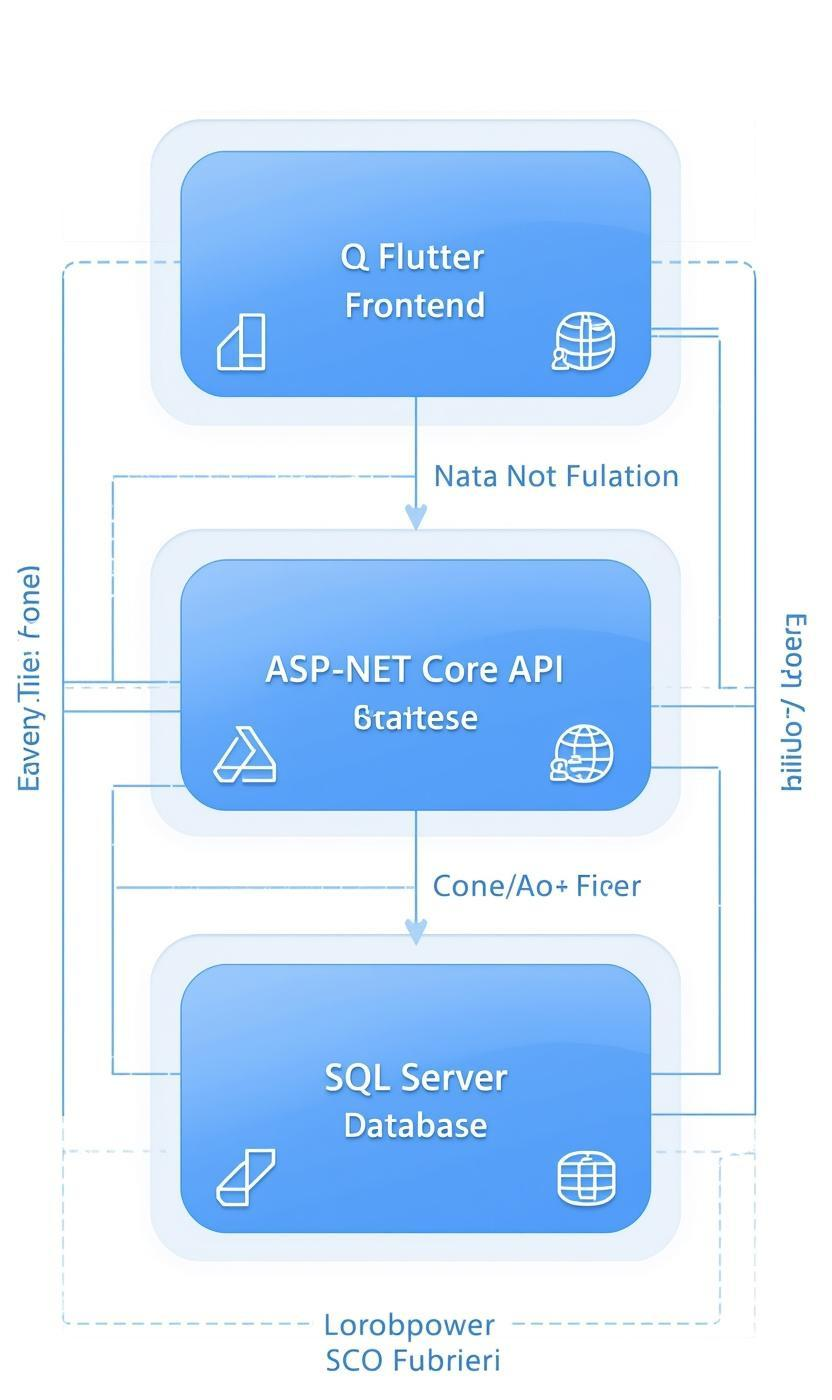 Q Flutter
Frontend
Nata Not Fulation
ASP-NET Core API
Cone/Ao+ Ficer
SQL Server
Database
Lorobpower
SCO Fubrieri